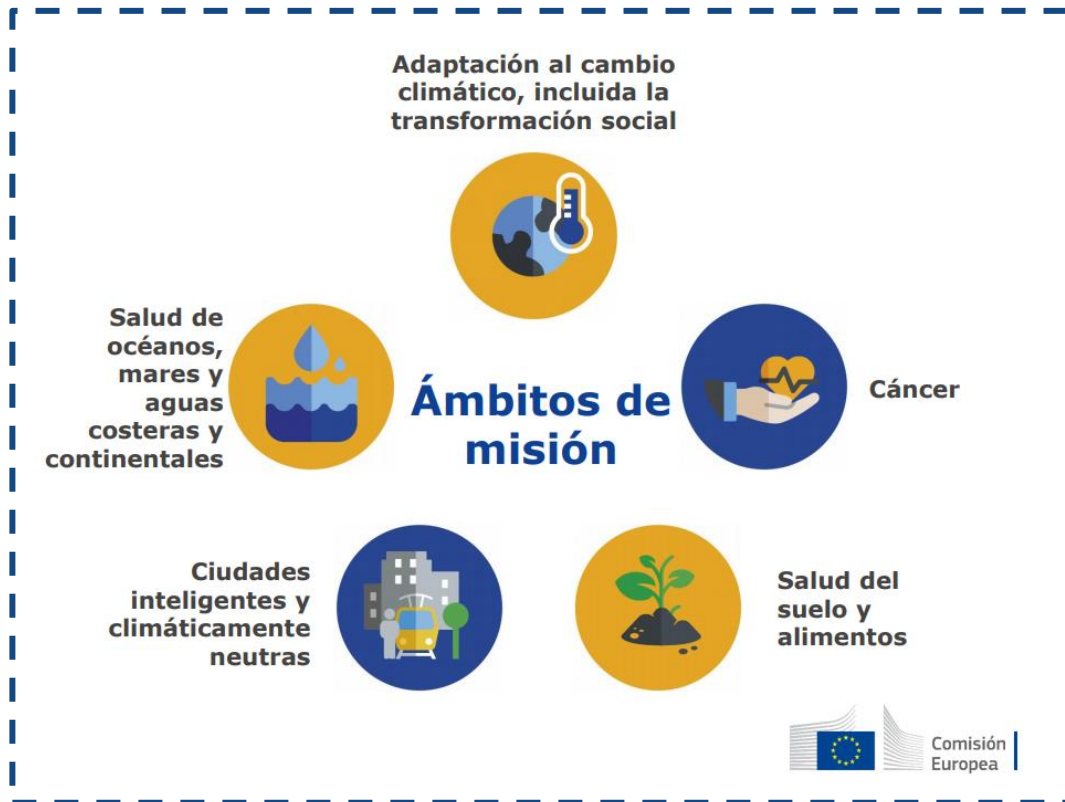 Adaptación al cambio
climático, incluida la
transformación social
Salud de
océanos,
mares y
aguas
costeras y
continentales
Ámbitos de
misión
Cáncer
Ciudades
inteligentes y
climáticamente
neutras
Salud del
suelo y
alimentos
Comisión
Europea